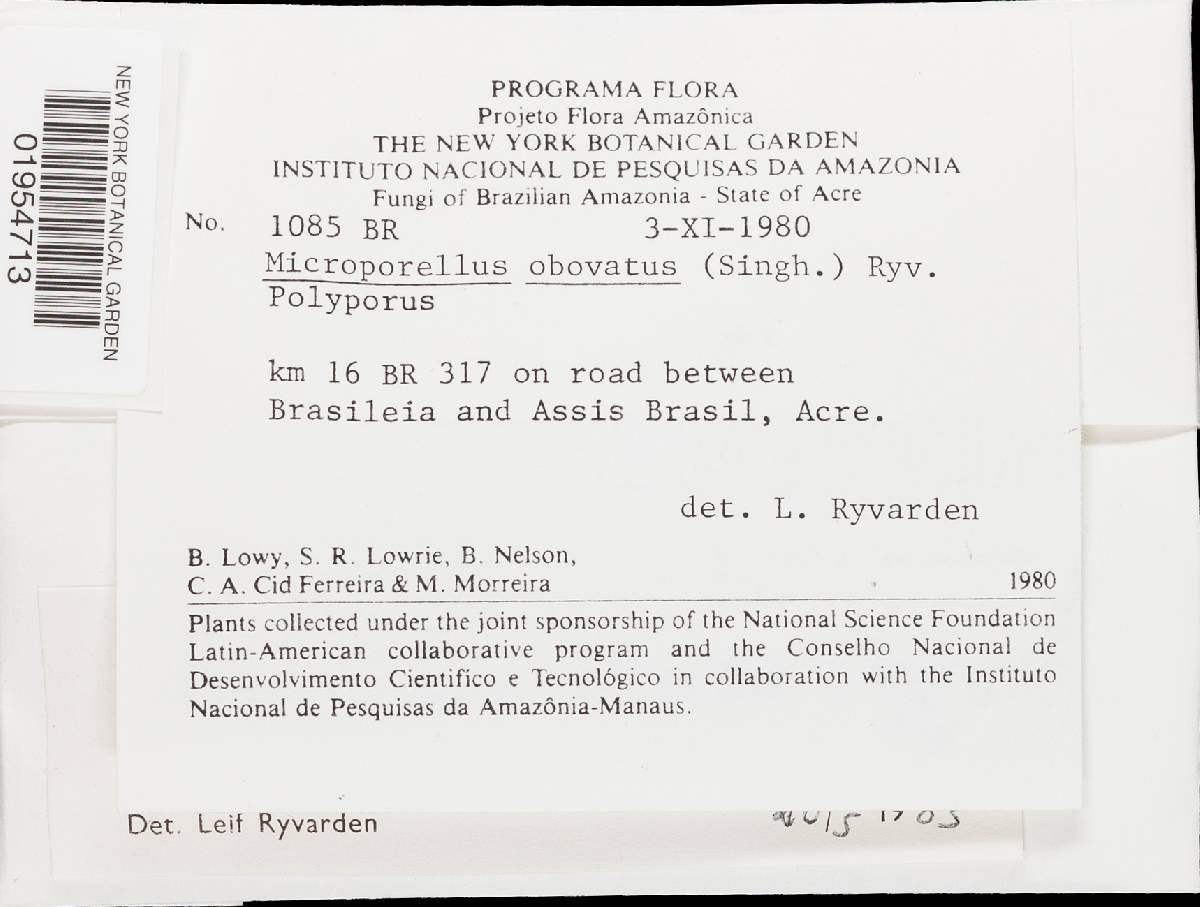 NEW YORK BOTANICAL GARDEN
01954713
PROGRAMA FLORA
Projeto Flora Amazônica
THE NEW YORK BOTANICAL GARDEN
INSTITUTO NACIONAL DE PESQUISAS DA AMAZONIA
Fungi of Brazilian Amazonia - State of Acre
No. 1085 BR 3-XI-1980
Microporellus obovatus (Singh.) Ryv.
Polyporus
km 16 BR 317 on road between
Brasileia and Assis Brasil, Acre.
det. L. Ryvarden
B. Lowy, S. R. Lowrie, B. Nelson,
C. A. Cid Ferreira & M. Morreira 1980
Plants collected under the joint sponsorship of the National Science Foundation
Latin-American collaborative program and the Conselho Nacional de
Desenvolvimento Cientifíco e Tecnológico in collaboration with the Instituto
Nacional de Pesquisas da Amazônia-Manaus.
Det. Leif Ryvarden